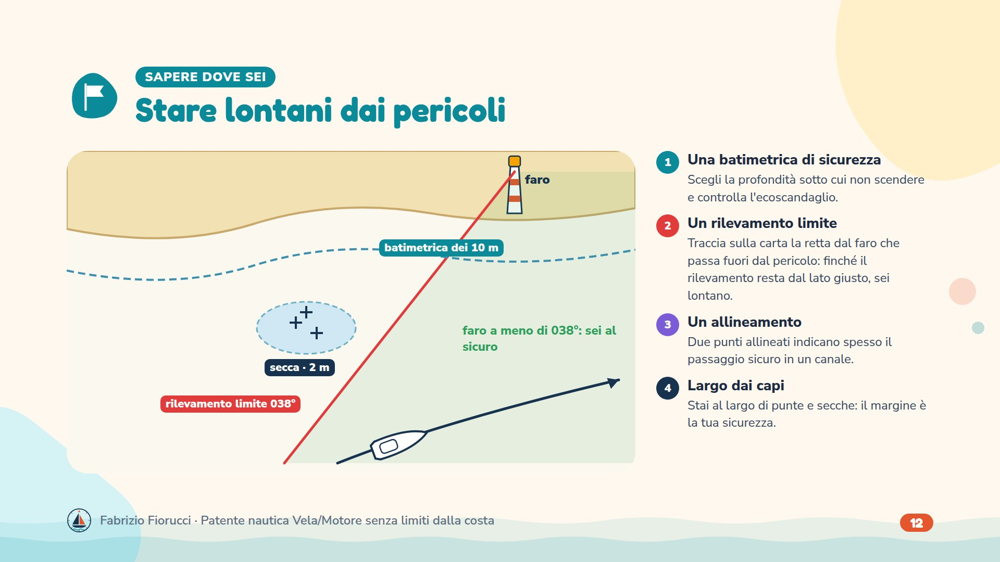 SAPERE DOVE SEI
Stare lontani dai pericoli
faro
batimetrica dei 10 m
faro a meno di 038°: sei al
sicuro
secca · 2 m
rilevamento limite 038°
1
Una batimetrica di sicurezza
Scegli la profondità sotto cui non scendere
e controlla l'ecoscandaglio.
2
Un rilevamento limite
Traccia sulla carta la retta dal faro che
passa fuori dal pericolo: finché il
rilevamento resta dal lato giusto, sei
lontano.
3
Un allineamento
Due punti allineati indicano spesso il
passaggio sicuro in un canale.
4
Largo dai capi
Stai al largo di punte e secche: il margine è
la tua sicurezza.
Fabrizio Fiorucci · Patente nautica Vela/Motore senza limiti dalla costa
12